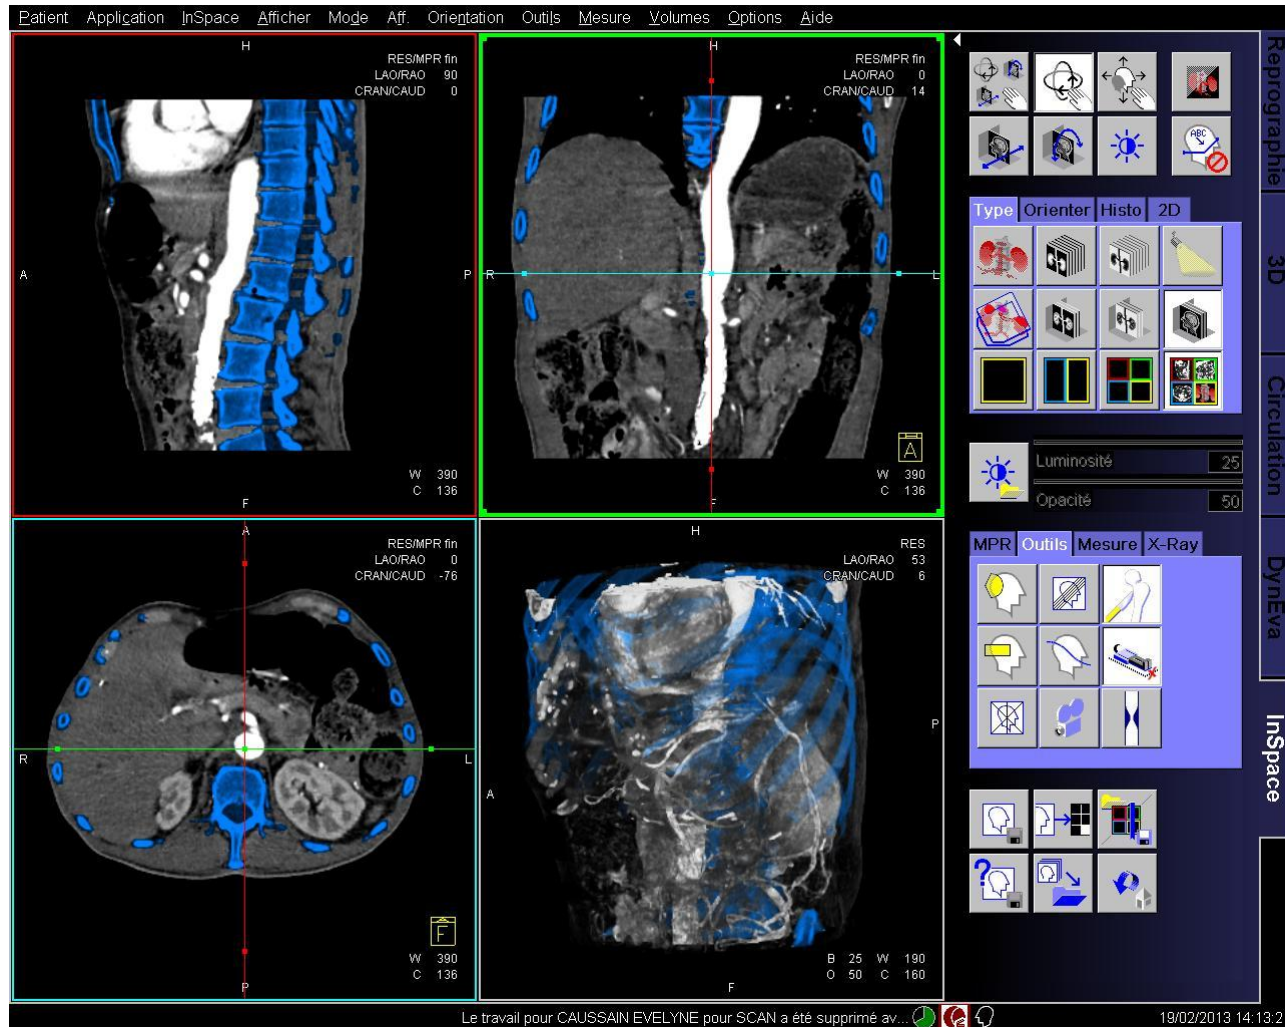 Patient Application InSpace Afficher Mode Aff. Orientation Outils Mesure Volumes Options Aide
H
RES/MPR fin
LAO/RAO 90
CRAN/CAUD 0
A
P
W 390
C 136
F
H
RES/MPR fin
LAO/RAO 0
CRAN/CAUD 14
R
L
A
W 390
C 136
F
A
RES/MPR fin
LAO/RAO 0
CRAN/CAUD -76
R
L
F
W 390
C 136
P
H
RES
LAO/RAO 53
CRAN/CAUD 6
A
P
B 25 W 190
O 50 C 160
F
ABC
Type Orienter Histo 2D
Luminosité 25
Opacité 50
MPR Outils Mesure X-Ray
?
Reprographie
3D
Circulation
DynEva
InSpace
Le travail pour CAUSSAIN EVELYNE pour SCAN a été supprimé av...
19/02/2013 14:13:2